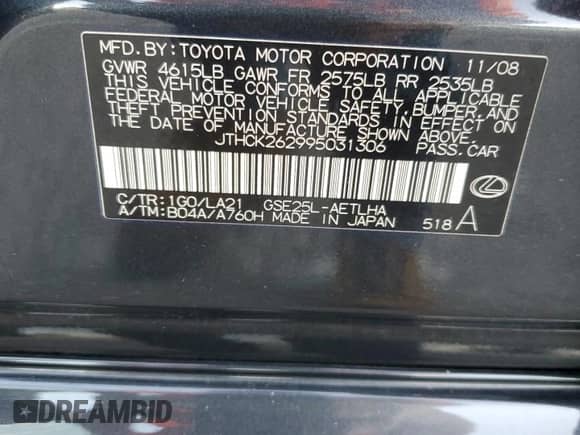 MFD. BY: TOYOTA MOTOR CORPORATION 11/08
GVWR 4615LB GAWR FR 2575LB RR 2535LB
THIS VEHICLE CONFORMS TO ALL APPLICABLE
FEDERAL MOTOR VEHICLE SAFETY, BUMPER, AND
THEFT PREVENTION STANDARDS IN EFFECT ON
THE DATE OF MANUFACTURE SHOWN ABOVE.
JTHCK262995031306 PASS. CAR
C/TR: 1G0/LA21 GSE25L-AETLHA
A/TM: B04A/A760H MADE IN JAPAN 518 A
DREAMBID